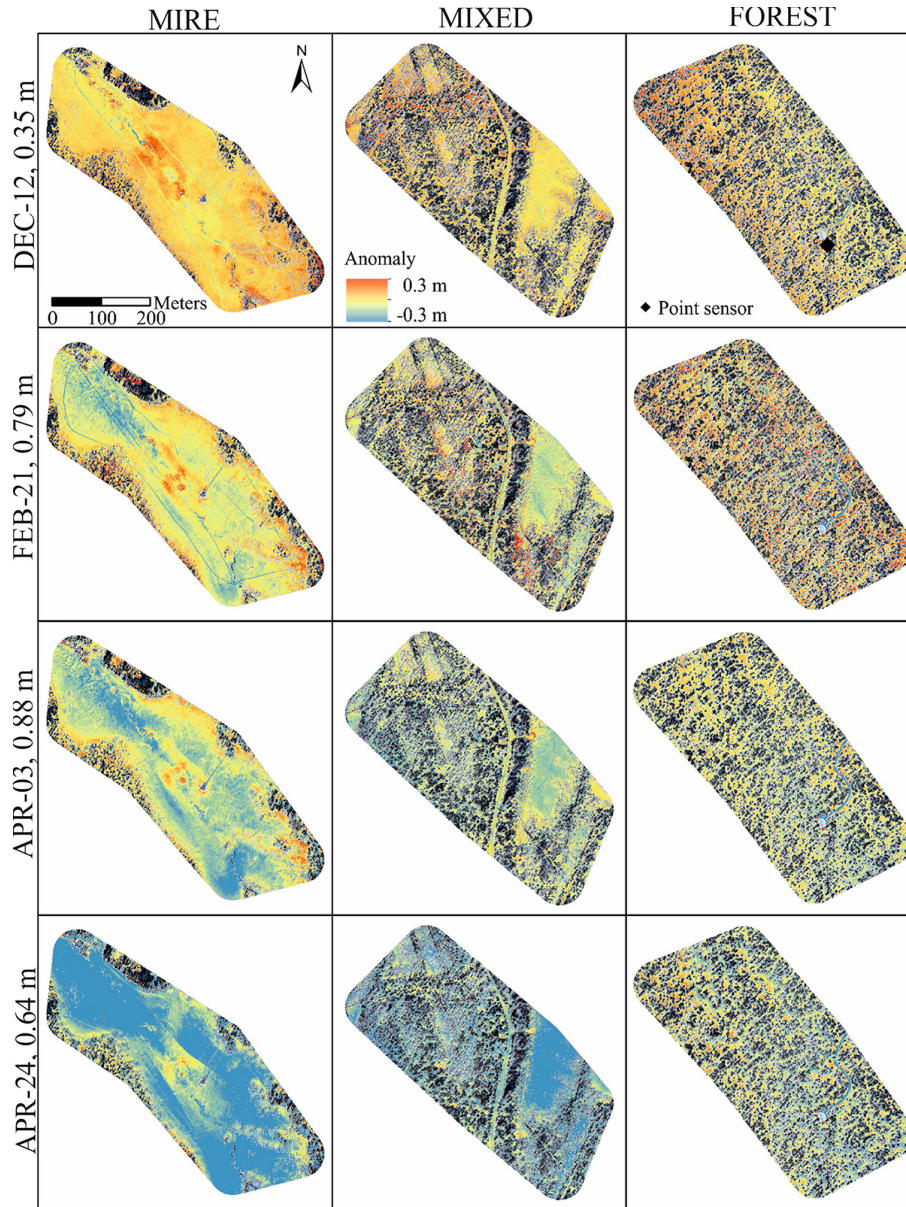 MIRE MIXED FOREST
N
DEC-12, 0.35 m
0 100 200 Meters
Anomaly
0.3 m
-0.3 m
Point sensor
FEB-21, 0.79 m
APR-03, 0.88 m
APR-24, 0.64 m